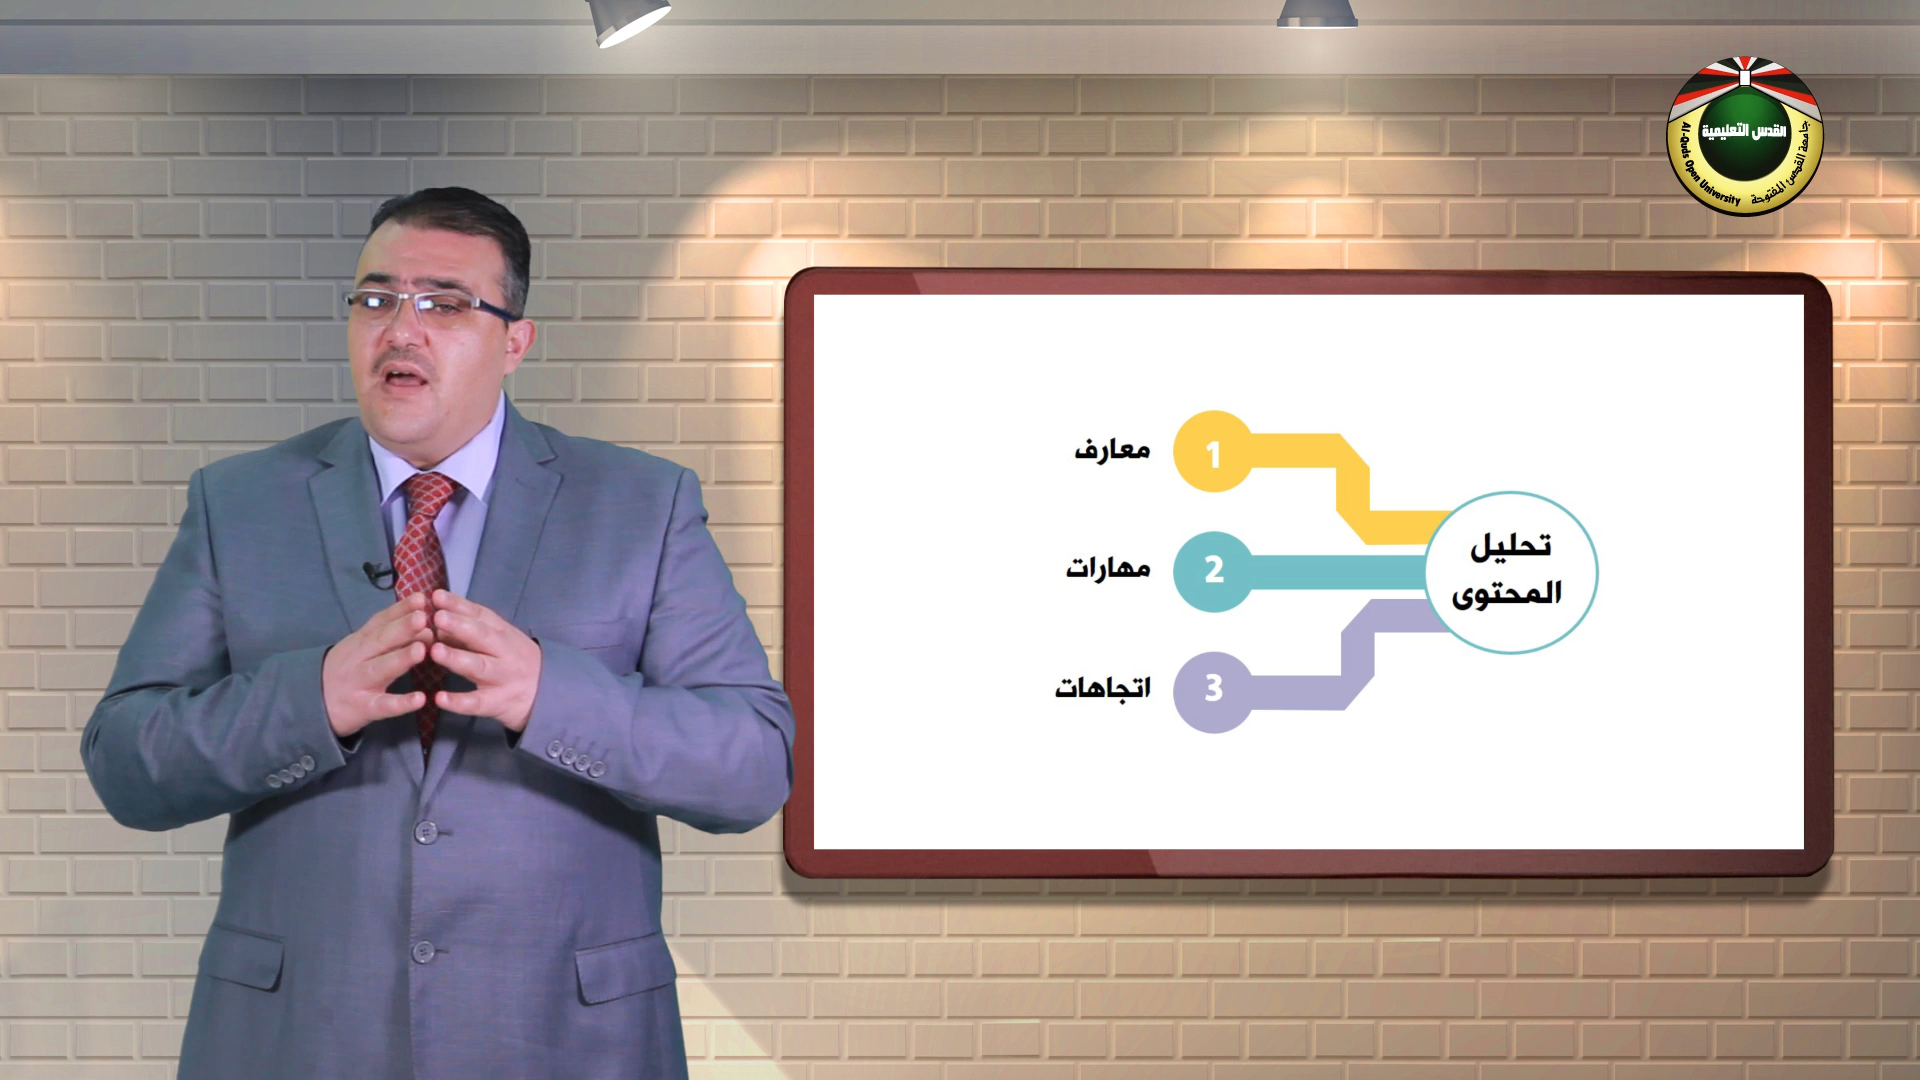 القدس التعليمية
جامعة القدس المفتوحة
Al-Quds Open University
تحليل
المحتوى
1 معارف
2 مهارات
3 اتجاهات